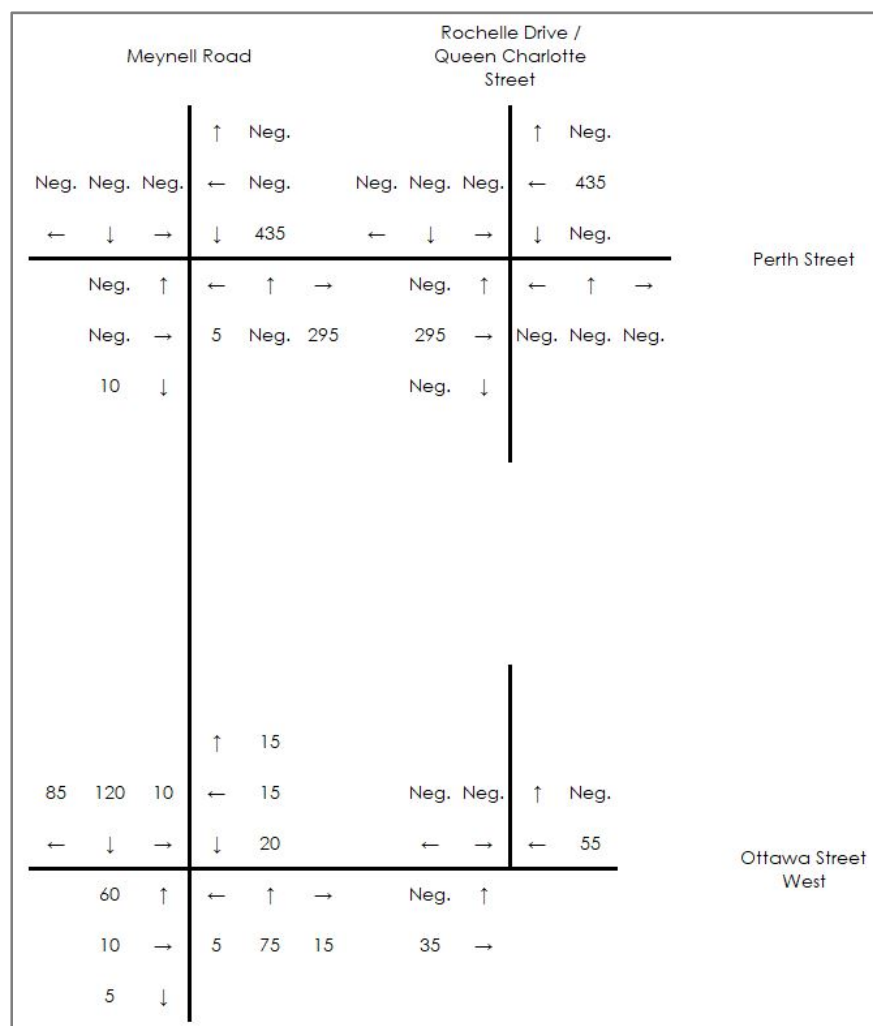 Meynell Road
Rochelle Drive /
Queen Charlotte
Street
↑ Neg. ↑ Neg.
Neg. Neg. Neg. ← Neg. Neg. Neg. Neg. ← 435
← ↓ → ↓ 435 ← ↓ → ↓ Neg.
Perth Street
Neg. ↑ ← ↑ → Neg. ↑ ← ↑ →
Neg. → 5 Neg. 295 295 → Neg. Neg. Neg.
10 ↓ Neg. ↓
↑ 15
85 120 10 ← 15 Neg. Neg. ↑ Neg.
← ↓ → ↓ 20 ← → ← 55
Ottawa Street
West
60 ↑ ← ↑ → Neg. ↑
10 → 5 75 15 35 →
5 ↓